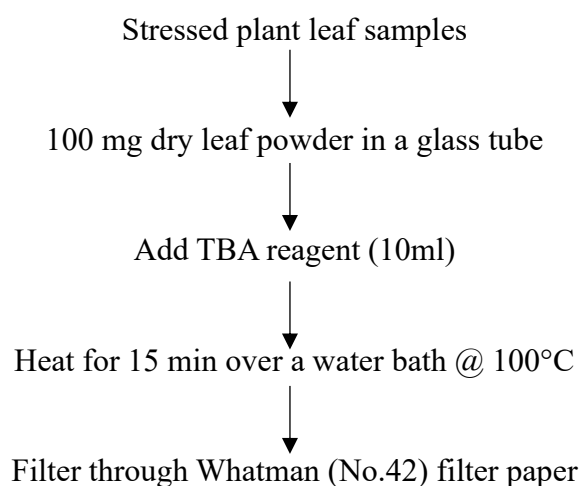 Stressed plant leaf samples
100 mg dry leaf powder in a glass tube
Add TBA reagent (10ml)
Heat for 15 min over a water bath @ 100°C
Filter through Whatman (No.42) filter paper